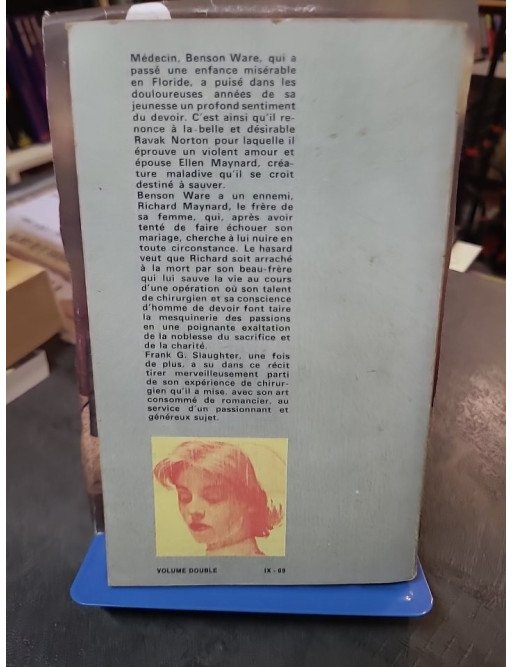 Médecin, Benson Ware, qui a
passé une enfance misérable
en Floride, a puisé dans les
douloureuses années de sa
jeunesse un profond sentiment
du devoir. C'est ainsi qu'il re-
nonce à la belle et désirable
Ravak Norton pour laquelle il
éprouve un violent amour et
épouse Ellen Maynard, créa-
ture maladive qu'il se croit
destiné à sauver.
Benson Ware a un ennemi,
Richard Maynard, le frère de
sa femme, qui, après avoir
tenté de faire échouer son
mariage, cherche à lui nuire en
toute circonstance. Le hasard
veut que Richard soit arraché
à la mort par son beau-frère
qui lui sauve la vie au cours
d'une opération où son talent
de chirurgien et sa conscience
d'homme de devoir font taire
la mesquinerie des passions
en une poignante exaltation
de la noblesse du sacrifice et
de la charité.
Frank G. Slaughter, une fois
de plus, a su dans ce récit
tirer merveilleusement parti
de son expérience de chirur-
gien qu'il a mise, avec son art
consommé de romancier, au
service d'un passionnant et
généreux sujet.
VOLUME DOUBLE IX - 69